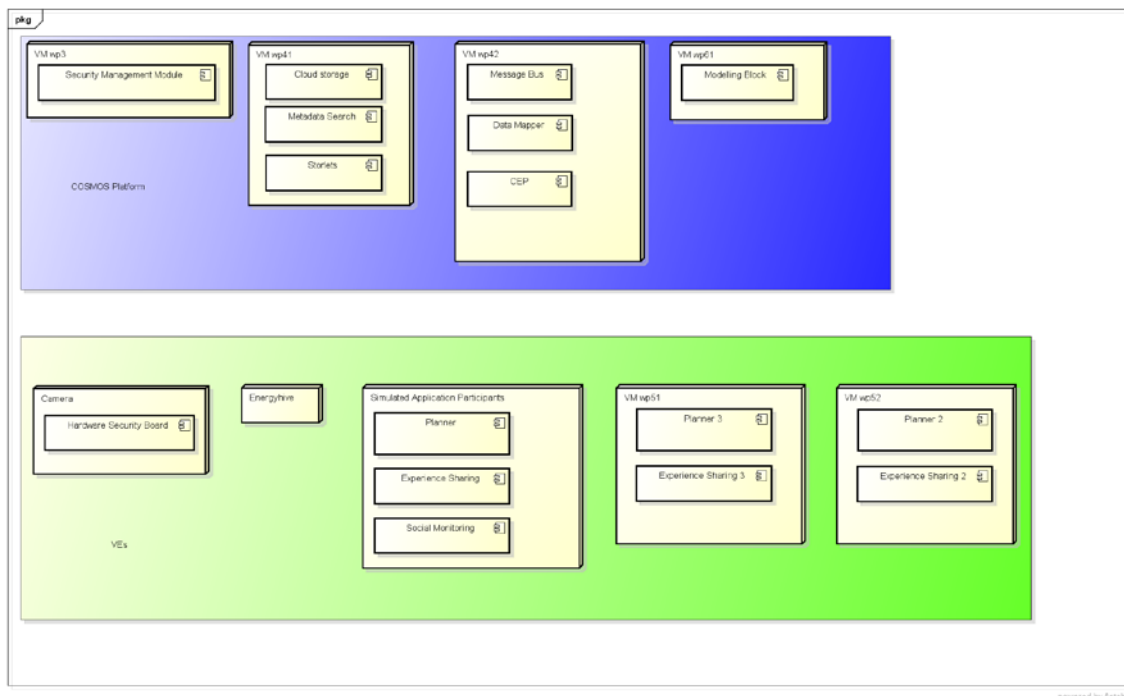 pkg
VM wp3
Security Management Module
VM wp41
Cloud storage
Metadata Search
Storlets
VM wp42
Message Bus
Data Mapper
CEP
VM wp61
Modelling Block
COSMOS Platform
Camera
Hardware Security Board
Energyhive
Simulated Application Participants
Planner
Experience Sharing
Social Monitoring
VM wp51
Planner 3
Experience Sharing 3
VM wp52
Planner 2
Experience Sharing 2
VEs